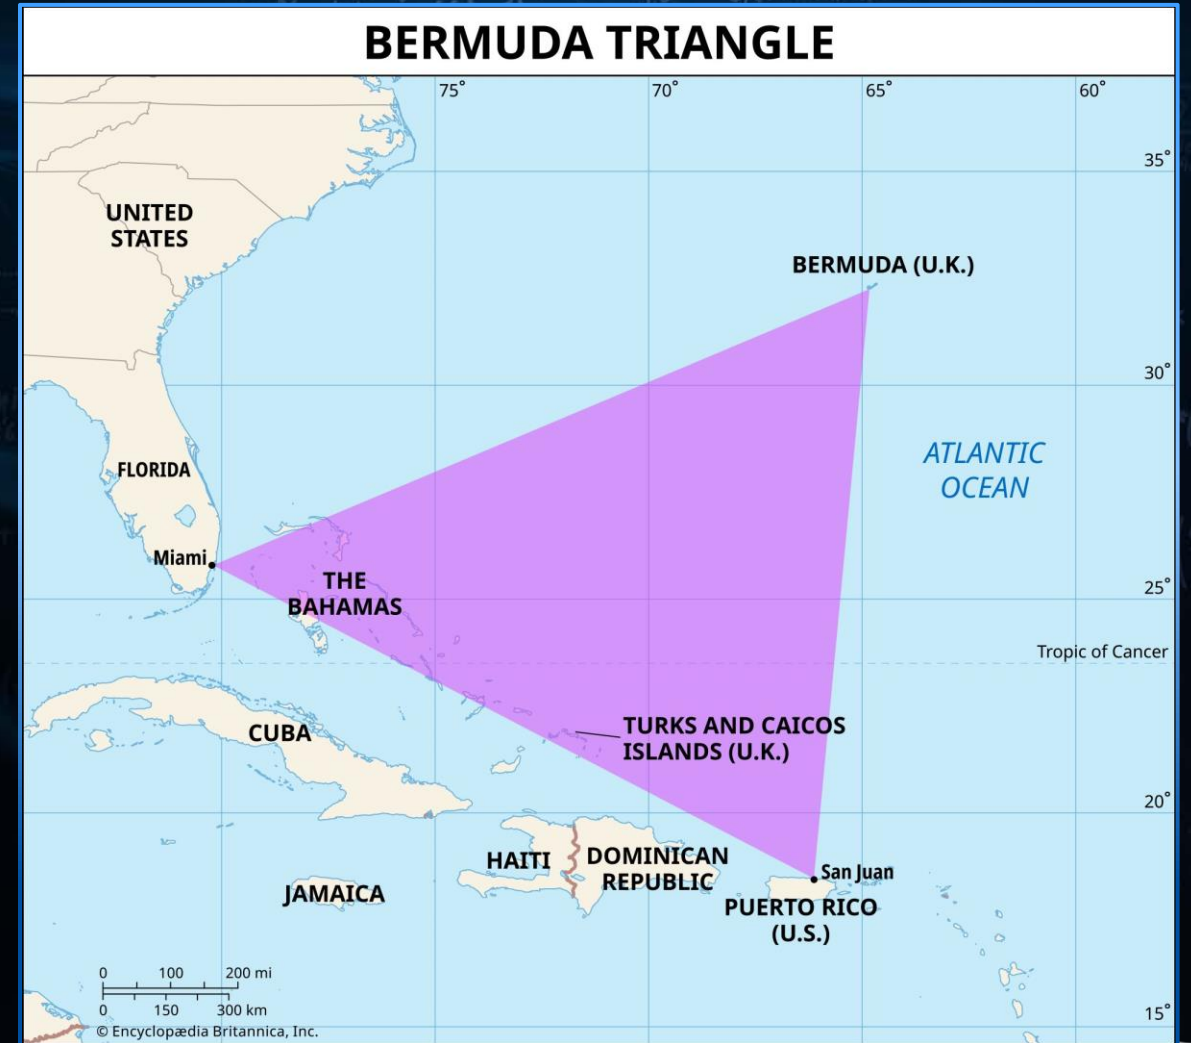 BERMUDA TRIANGLE
75°
70°
65°
60°
35°
UNITED
STATES
BERMUDA (U.K.)
30°
FLORIDA
ATLANTIC
OCEAN
Miami
THE
BAHAMAS
25°
Tropic of Cancer
CUBA
TURKS AND CAICOS
ISLANDS (U.K.)
20°
HAITI
DOMINICAN
REPUBLIC
San Juan
JAMAICA
PUERTO RICO
(U.S.)
0 100 200 mi
0 150 300 km
15°
© Encyclopædia Britannica, Inc.